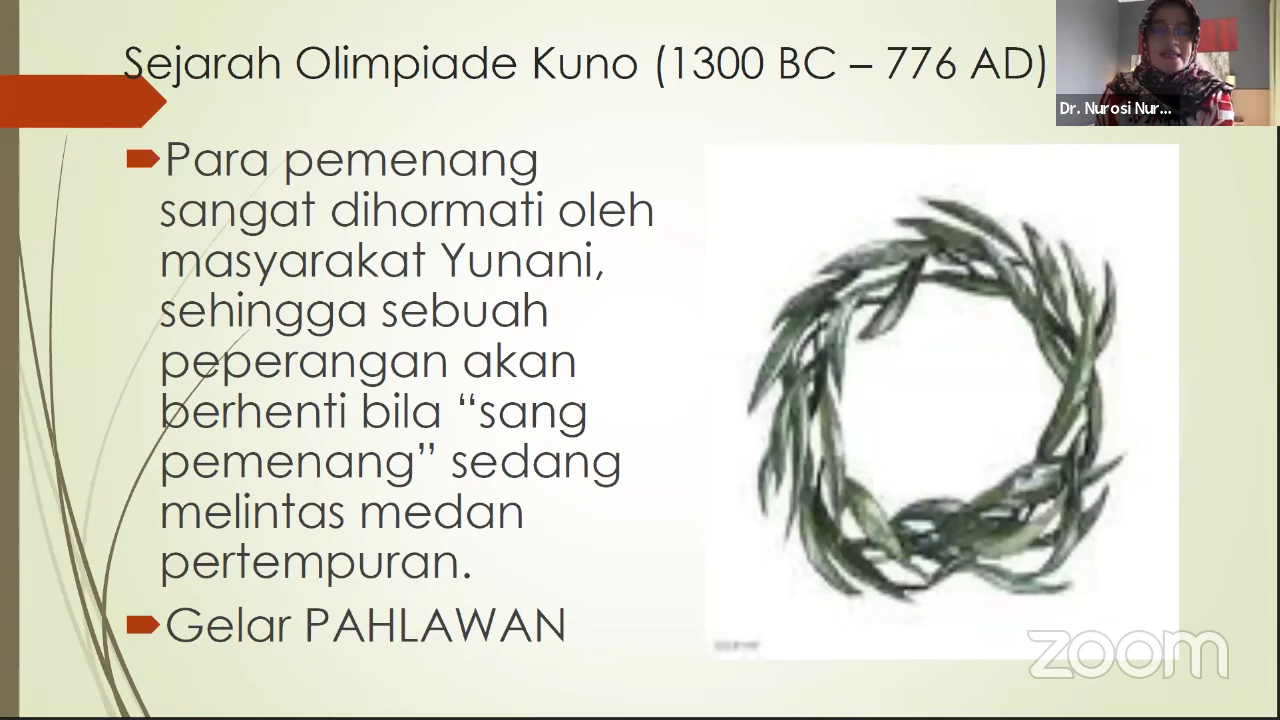 Sejarah Olimpiade Kuno (1300 BC – 776 AD)
Dr. Nurosi Nur...
Para pemenang
sangat dihormati oleh
masyarakat Yunani,
sehingga sebuah
peperangan akan
berhenti bila “sang
pemenang” sedang
melintas medan
pertempuran.
Gelar PAHLAWAN
zoom